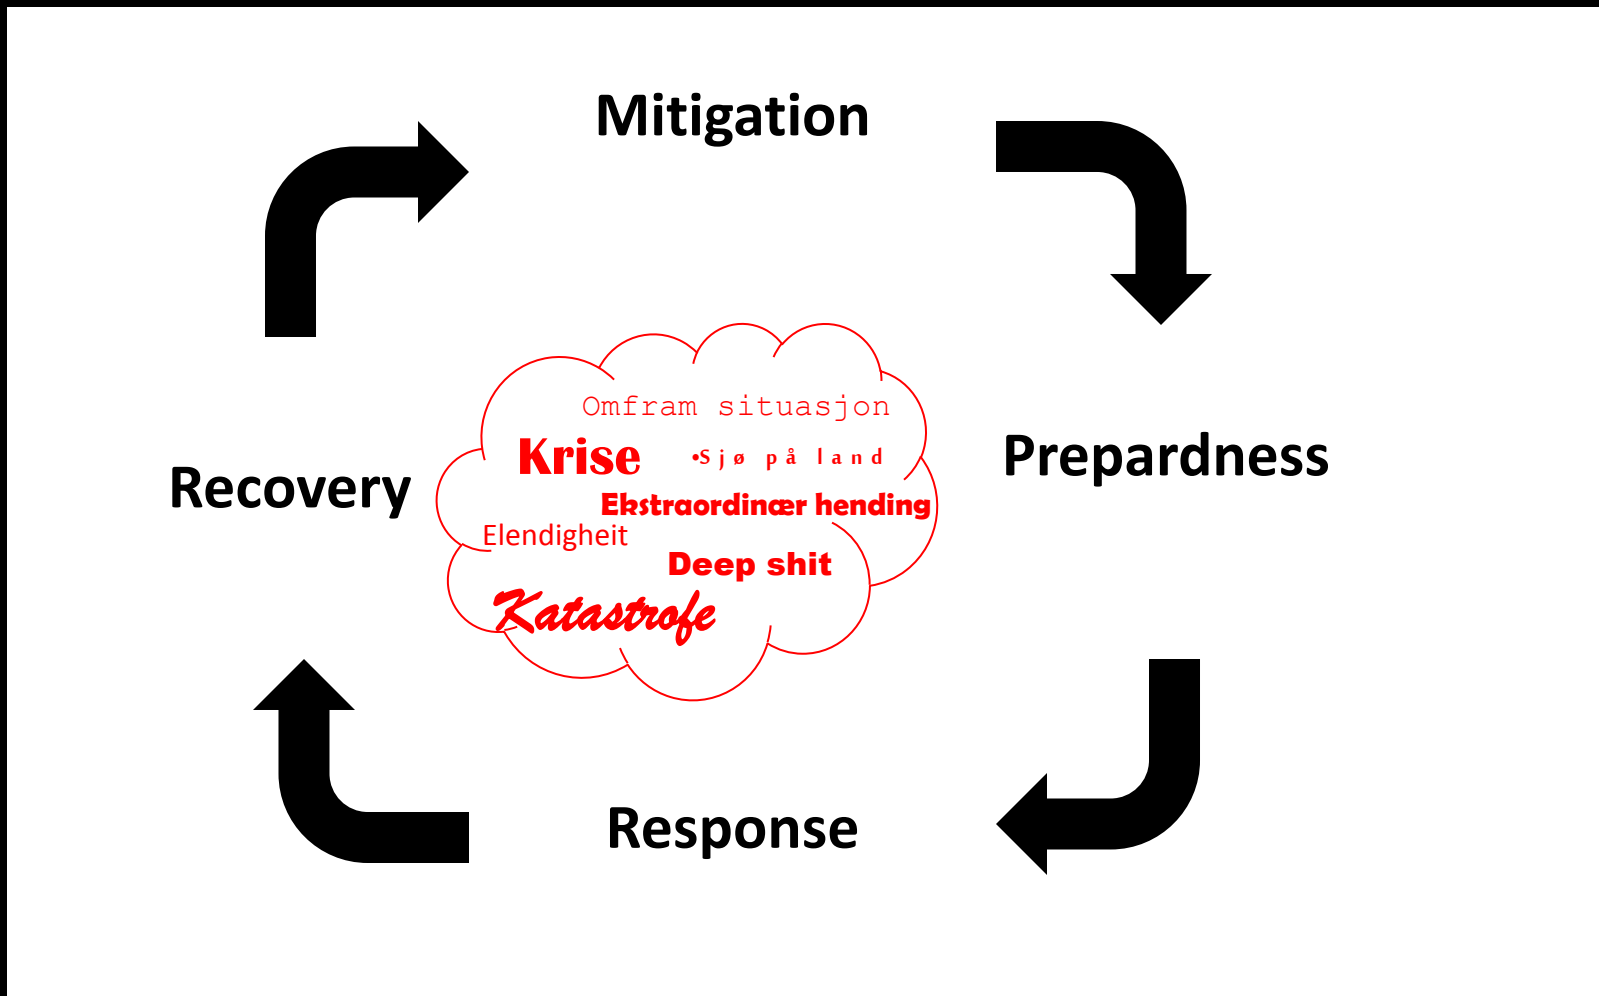 Mitigation
Omfram situasjon
Krise
•Sjø på land
Prepardness
Recovery
Ekstraordinær hending
Elendigheit
Deep shit
Katastrofe
Response